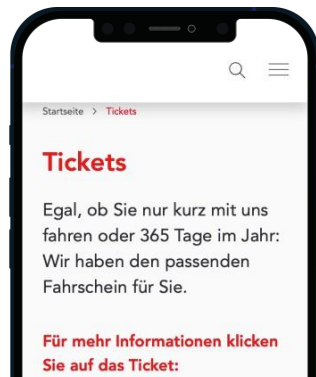 Startseite > Tickets
Tickets
Egal, ob Sie nur kurz mit uns
fahren oder 365 Tage im Jahr:
Wir haben den passenden
Fahrschein für Sie.
Für mehr Informationen klicken
Sie auf das Ticket: